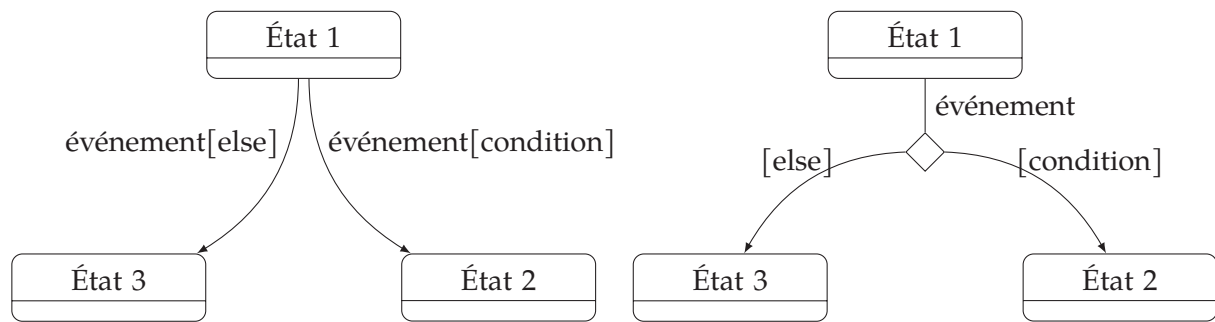 État 1
événement[else]
événement[condition]
État 3
État 2
État 1
événement
[else]
[condition]
État 3
État 2